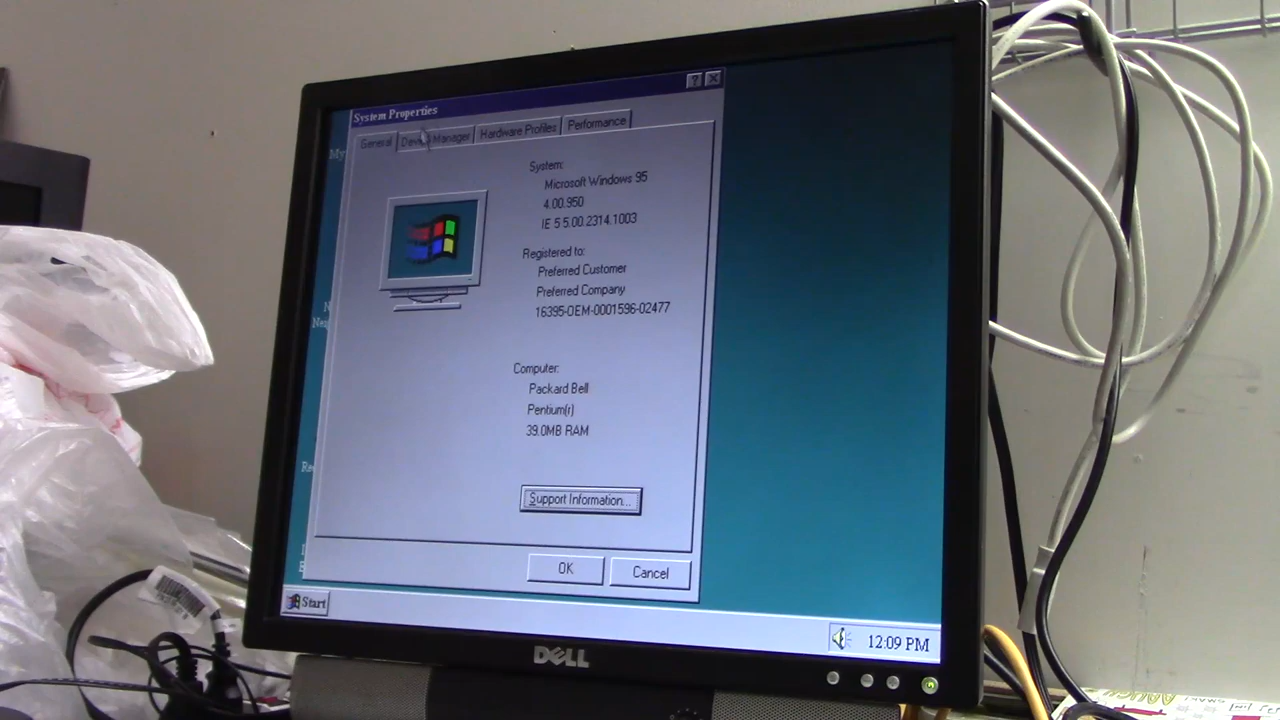 System Properties
My
General Device Manager Hardware Profiles Performance
System:
Microsoft Windows 95
4.00.950
IE 5 5.00.2314.1003
Registered to:
Preferred Customer
Preferred Company
16395-OEM-0001596-02477
Computer:
Packard Bell
Pentium(r)
39.0MB RAM
Support Information...
OK Cancel
Start
12:09 PM
DELL